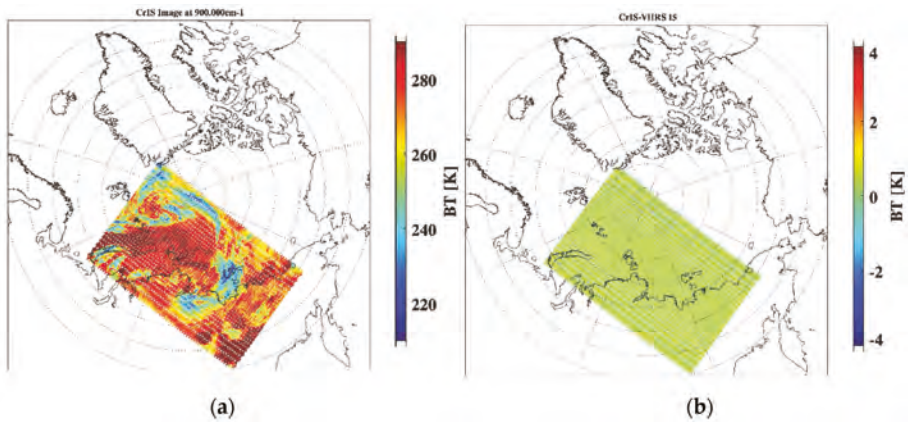 CrIS Image at 900.000cm-1
280
260
240
220
BT [K]
(a)
CrIS-VIIRS I5
4
2
0
-2
-4
BT [K]
(b)